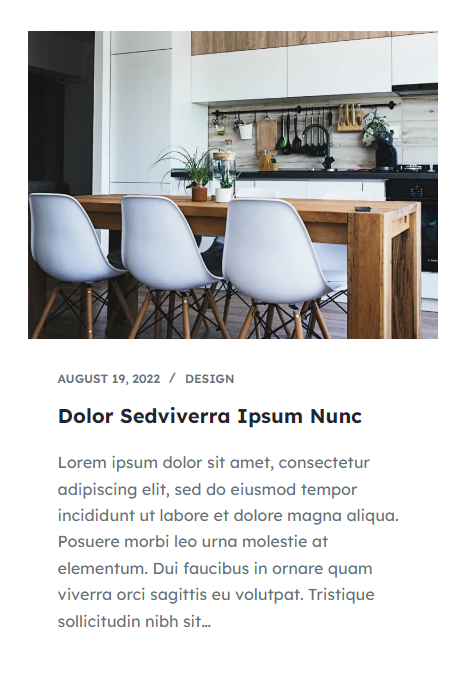 AUGUST 19, 2022 / DESIGN
Dolor Sedviverra Ipsum Nunc
Lorem ipsum dolor sit amet, consectetur
adipiscing elit, sed do eiusmod tempor
incididunt ut labore et dolore magna aliqua.
Posuere morbi leo urna molestie at
elementum. Dui faucibus in ornare quam
viverra orci sagittis eu volutpat. Tristique
sollicitudin nibh sit…